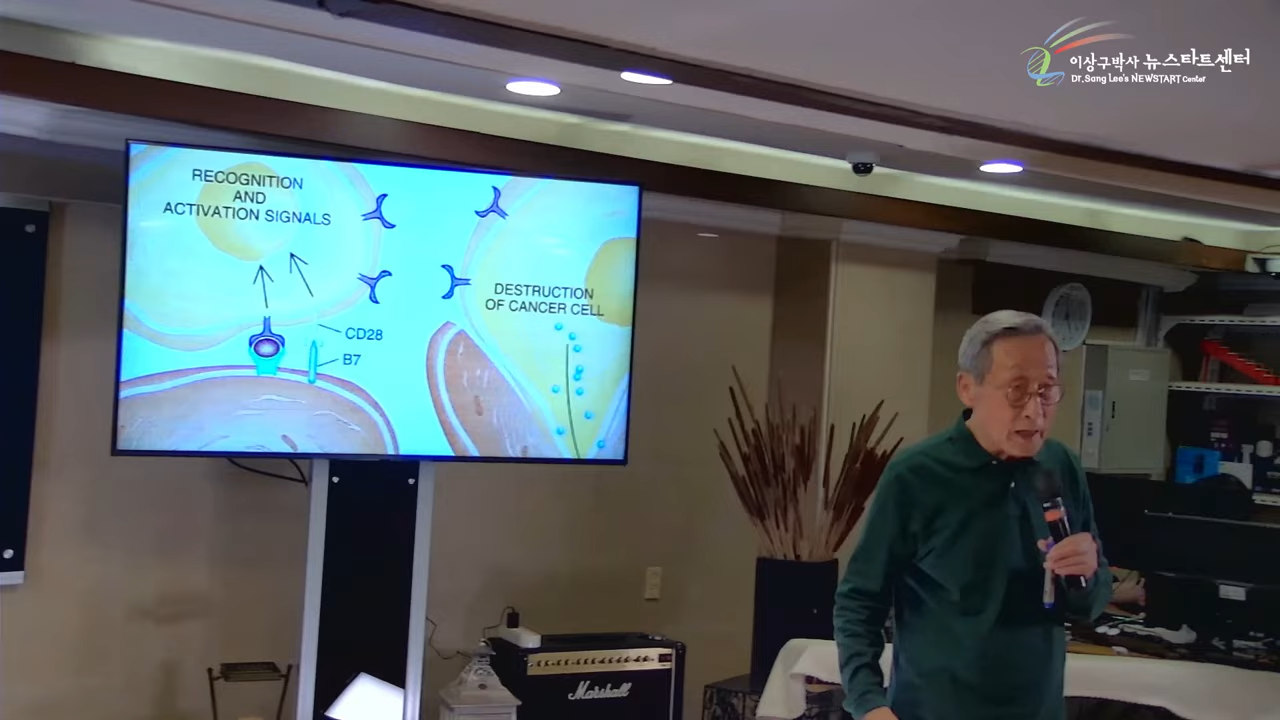 이상구박사 뉴스타트센터
Dr. Sang Lee's NEWSTART Center
RECOGNITION
AND
ACTIVATION SIGNALS
CD28
B7
DESTRUCTION
OF CANCER CELL
Marshall